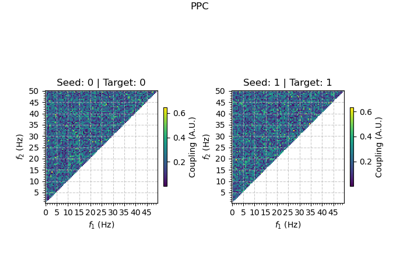 PPC
Seed: 0 | Target: 0
50
45
40
35
30
25
20
15
10
5
f₂ (Hz)
0 5 10 15 20 25 30 35 40 45
f₁ (Hz)
0.6
0.4
0.2
Coupling (A.U.)
Seed: 1 | Target: 1
50
45
40
35
30
25
20
15
10
5
f₂ (Hz)
0 5 10 15 20 25 30 35 40 45
f₁ (Hz)
0.6
0.4
0.2
Coupling (A.U.)